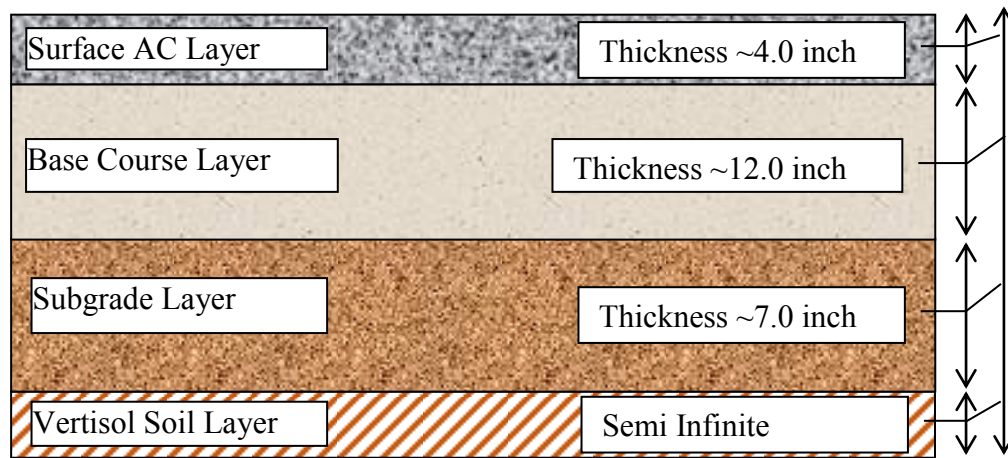 Surface AC Layer
Thickness ~4.0 inch
Base Course Layer
Thickness ~12.0 inch
Subgrade Layer
Thickness ~7.0 inch
Vertisol Soil Layer
Semi Infinite